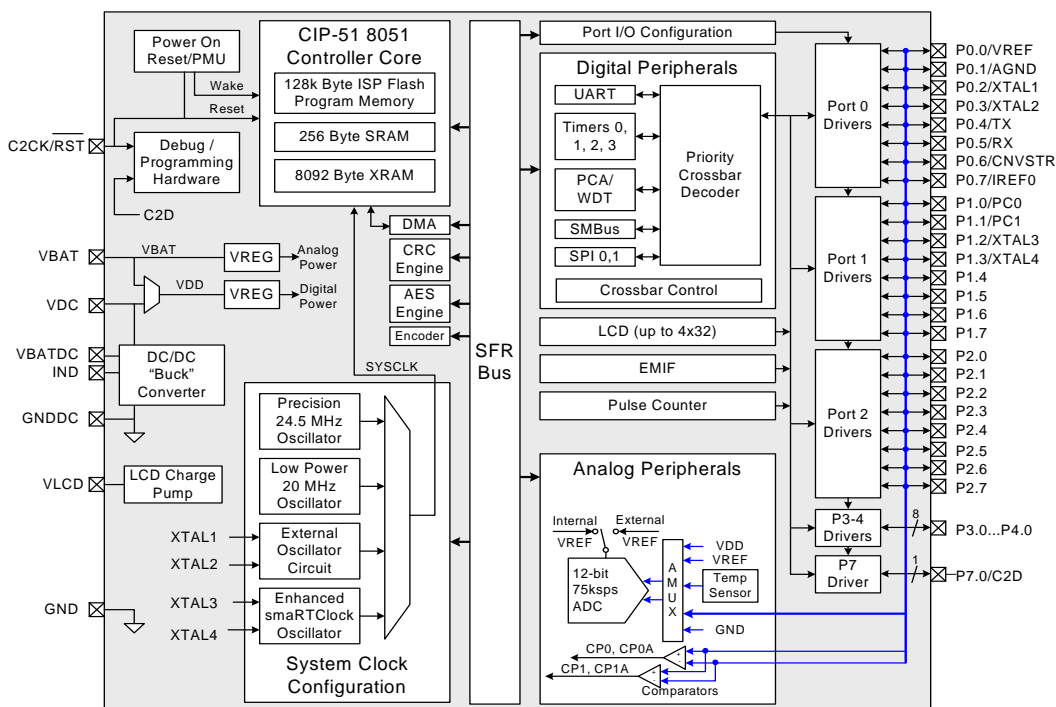 Power On
Reset/PMU
Wake
Reset
C2CK/RST
Debug /
Programming
Hardware
C2D
CIP-51 8051
Controller Core
128k Byte ISP Flash
Program Memory
256 Byte SRAM
8092 Byte XRAM
DMA
CRC
Engine
AES
Engine
Encoder
VBAT
VBAT
VREG
Analog
Power
VDC
VDD
VREG
Digital
Power
VBATDC
IND
DC/DC
“Buck”
Converter
GNDDC
VLCD
LCD Charge
Pump
GND
SYSCLK
Precision
24.5 MHz
Oscillator
Low Power
20 MHz
Oscillator
XTAL1
XTAL2
External
Oscillator
Circuit
XTAL3
XTAL4
Enhanced
smaRTClock
Oscillator
System Clock
Configuration
SFR
Bus
Port I/O Configuration
Digital Peripherals
UART
Timers 0,
1, 2, 3
PCA/
WDT
SMBus
SPI 0,1
Priority
Crossbar
Decoder
Crossbar Control
LCD (up to 4x32)
EMIF
Pulse Counter
Analog Peripherals
Internal
VREF
External
VREF
12-bit
75ksps
ADC
A
M
U
X
VDD
VREF
Temp
Sensor
GND
CP0, CP0A
+
-
CP1, CP1A
+
-
Comparators
Port 0
Drivers
Port 1
Drivers
Port 2
Drivers
P3-4
Drivers
P7
Driver
8
1
P0.0/VREF
P0.1/AGND
P0.2/XTAL1
P0.3/XTAL2
P0.4/TX
P0.5/RX
P0.6/CNVSTR
P0.7/IREF0
P1.0/PC0
P1.1/PC1
P1.2/XTAL3
P1.3/XTAL4
P1.4
P1.5
P1.6
P1.7
P2.0
P2.1
P2.2
P2.3
P2.4
P2.5
P2.6
P2.7
P3.0...P4.0
P7.0/C2D